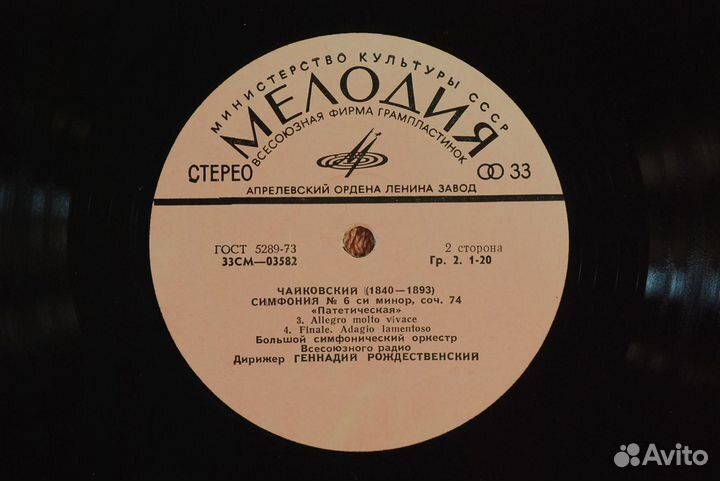 МИНИСТЕРСТВО КУЛЬТУРЫ СССР
МЕЛОДИЯ
ВСЕСОЮЗНАЯ ФИРМА ГРАМПЛАСТИНОК
СТЕРЕО
33
АПРЕЛЕВСКИЙ ОРДЕНА ЛЕНИНА ЗАВОД
ГОСТ 5289-73
2 сторона
33СМ—03582
Гр. 2. 1-20
ЧАЙКОВСКИЙ (1840—1893)
СИМФОНИЯ № 6 си минор, соч. 74
«Патетическая»
3. Allegro molto vivace
4. Finale. Adagio lamentoso
Большой симфонический оркестр
Всесоюзного радио
Дирижер ГЕННАДИЙ РОЖДЕСТВЕНСКИЙ
Avito